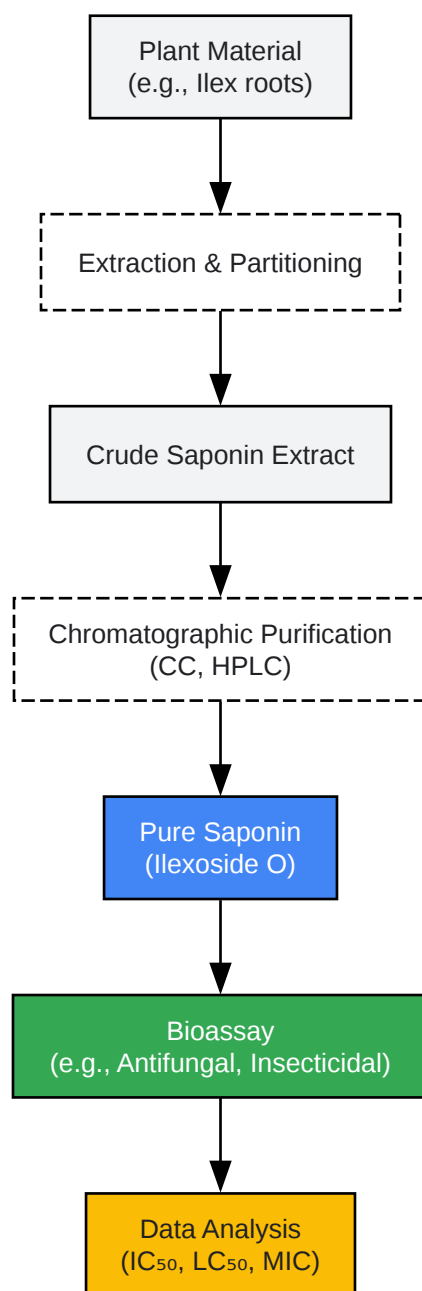 Plant Material
(e.g., Ilex roots)
Extraction & Partitioning
Crude Saponin Extract
Chromatographic Purification
(CC, HPLC)
Pure Saponin
(Ilexoside O)
Bioassay
(e.g., Antifungal, Insecticidal)
Data Analysis
(IC₅₀, LC₅₀, MIC)